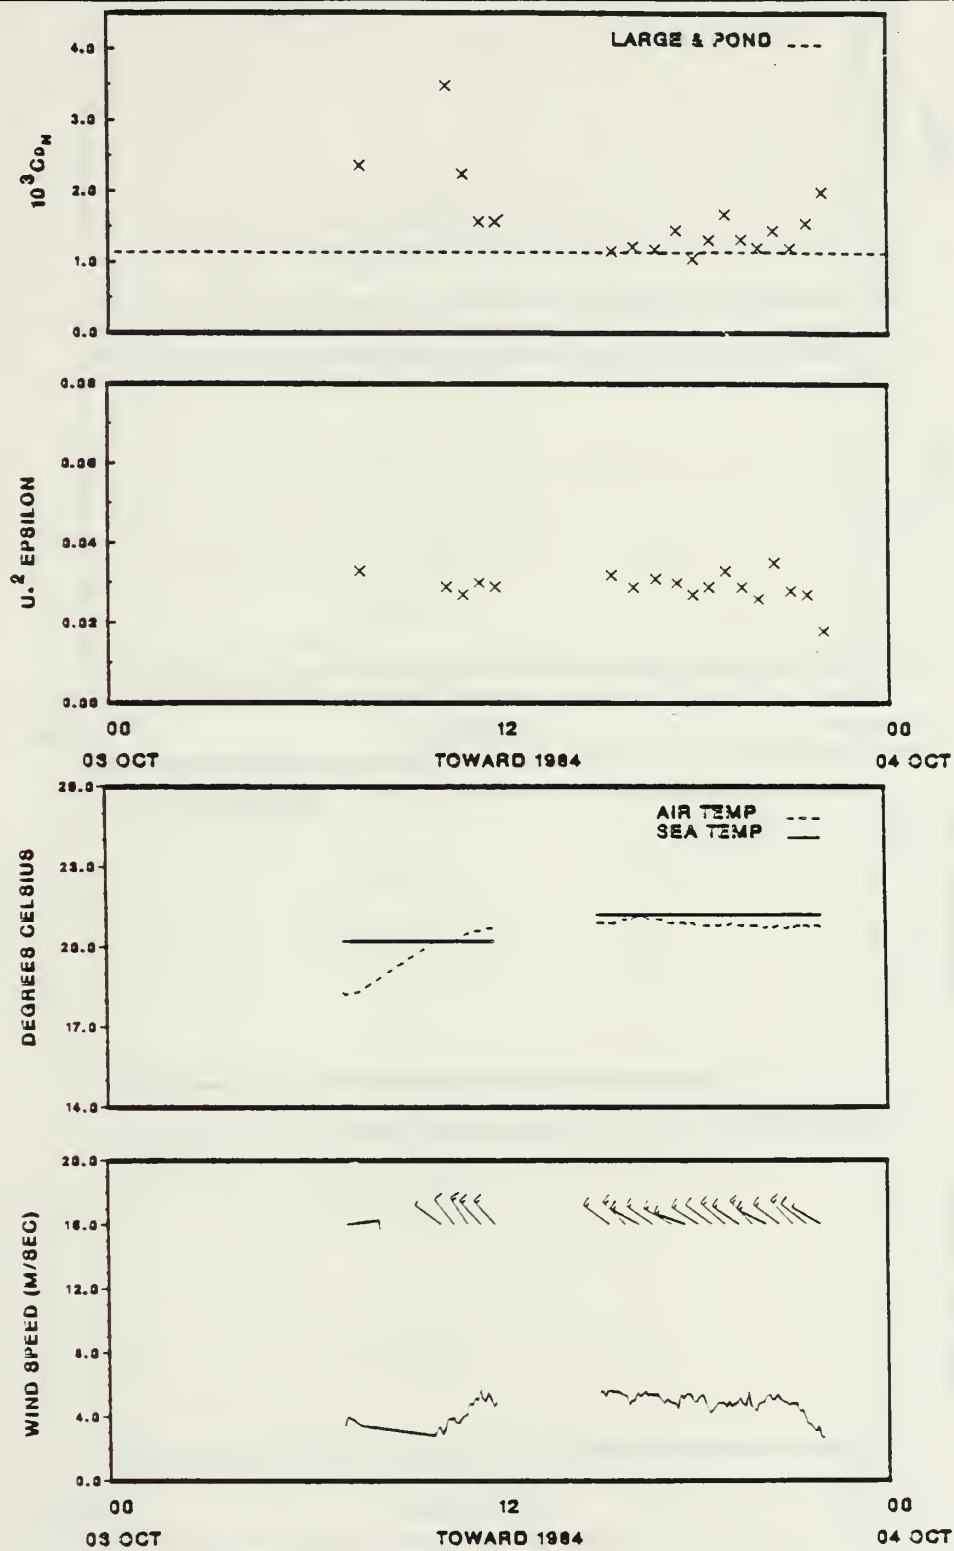 LARGE & POND
4.0
3.0
2.0
1.0
0.0
10³C_DN
0.08
0.06
0.04
0.02
0.00
U.² EPSILON
00 12 00
03 OCT TOWARD 1984 04 OCT
AIR TEMP
SEA TEMP
26.0
23.0
20.0
17.0
14.0
DEGREES CELSIUS
20.0
16.0
12.0
8.0
4.0
0.0
WIND SPEED (M/SEC)
00 12 00
03 OCT TOWARD 1984 04 OCT